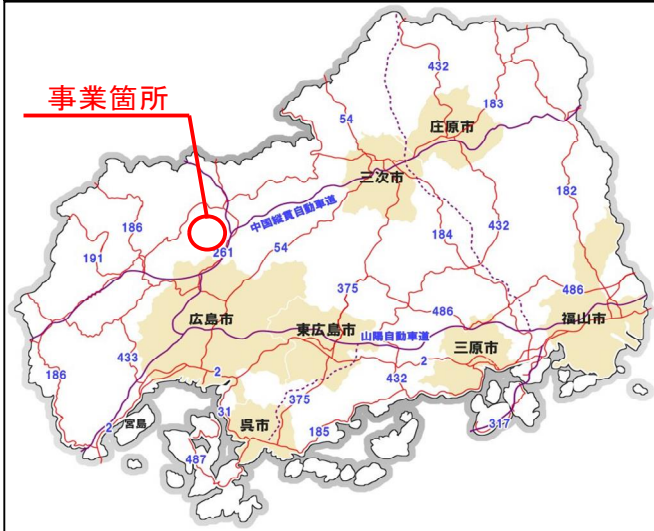 事業箇所
432
183
54
庄原市
三次市
182
中国縦貫自動車道
186
191
261
54
184
432
375
486
486
広島市
東広島市
山陽自動車道
三原市
福山市
433
2
2
432
186
375
31
呉市
185
317
2
宮島
487